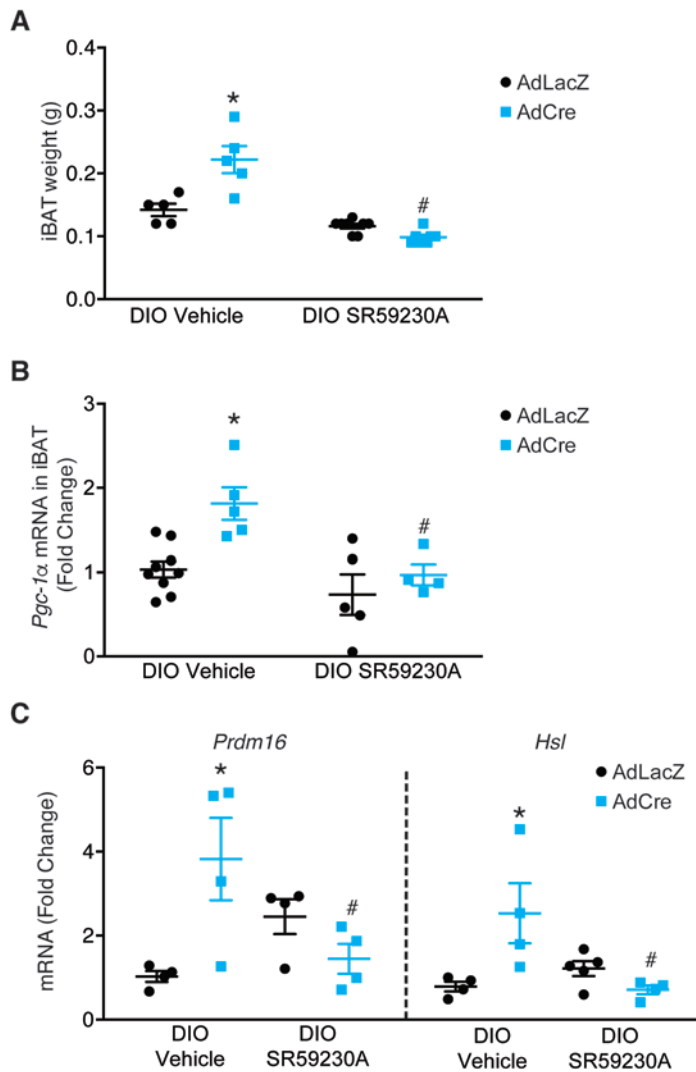 A
0.4
0.3
0.2
0.1
0.0
iBAT weight (g)
*
#
AdLacZ
AdCre
DIO Vehicle
DIO SR59230A
B
3
2
1
0
Pgc-1α mRNA in iBAT
(Fold Change)
*
#
AdLacZ
AdCre
DIO Vehicle
DIO SR59230A
C
Prdm16
Hsl
6
4
2
0
mRNA (Fold Change)
*
#
*
#
AdLacZ
AdCre
DIO
Vehicle
DIO
SR59230A
DIO
Vehicle
DIO
SR59230A